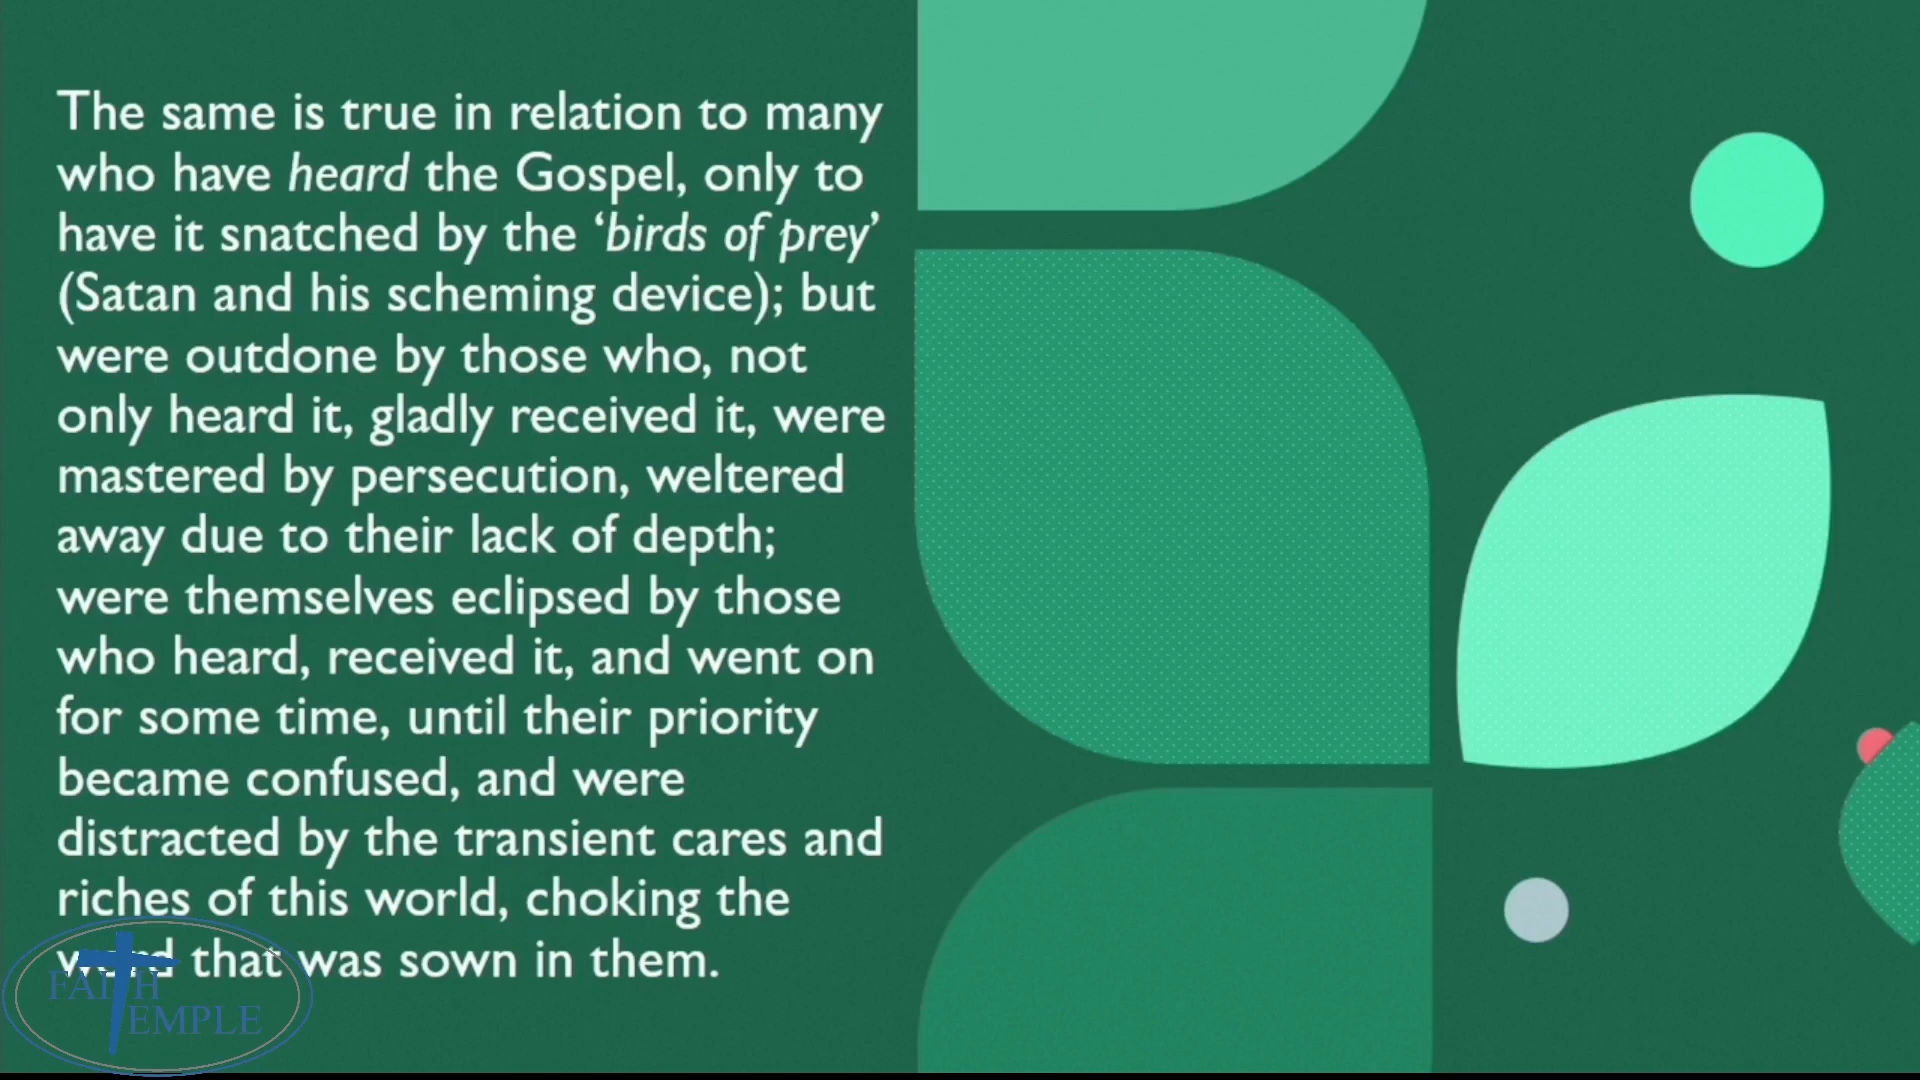 The same is true in relation to many
who have heard the Gospel, only to
have it snatched by the ‘birds of prey’
(Satan and his scheming device); but
were outdone by those who, not
only heard it, gladly received it, were
mastered by persecution, weltered
away due to their lack of depth;
were themselves eclipsed by those
who heard, received it, and went on
for some time, until their priority
became confused, and were
distracted by the transient cares and
riches of this world, choking the
word that was sown in them.
FAITH
TEMPLE